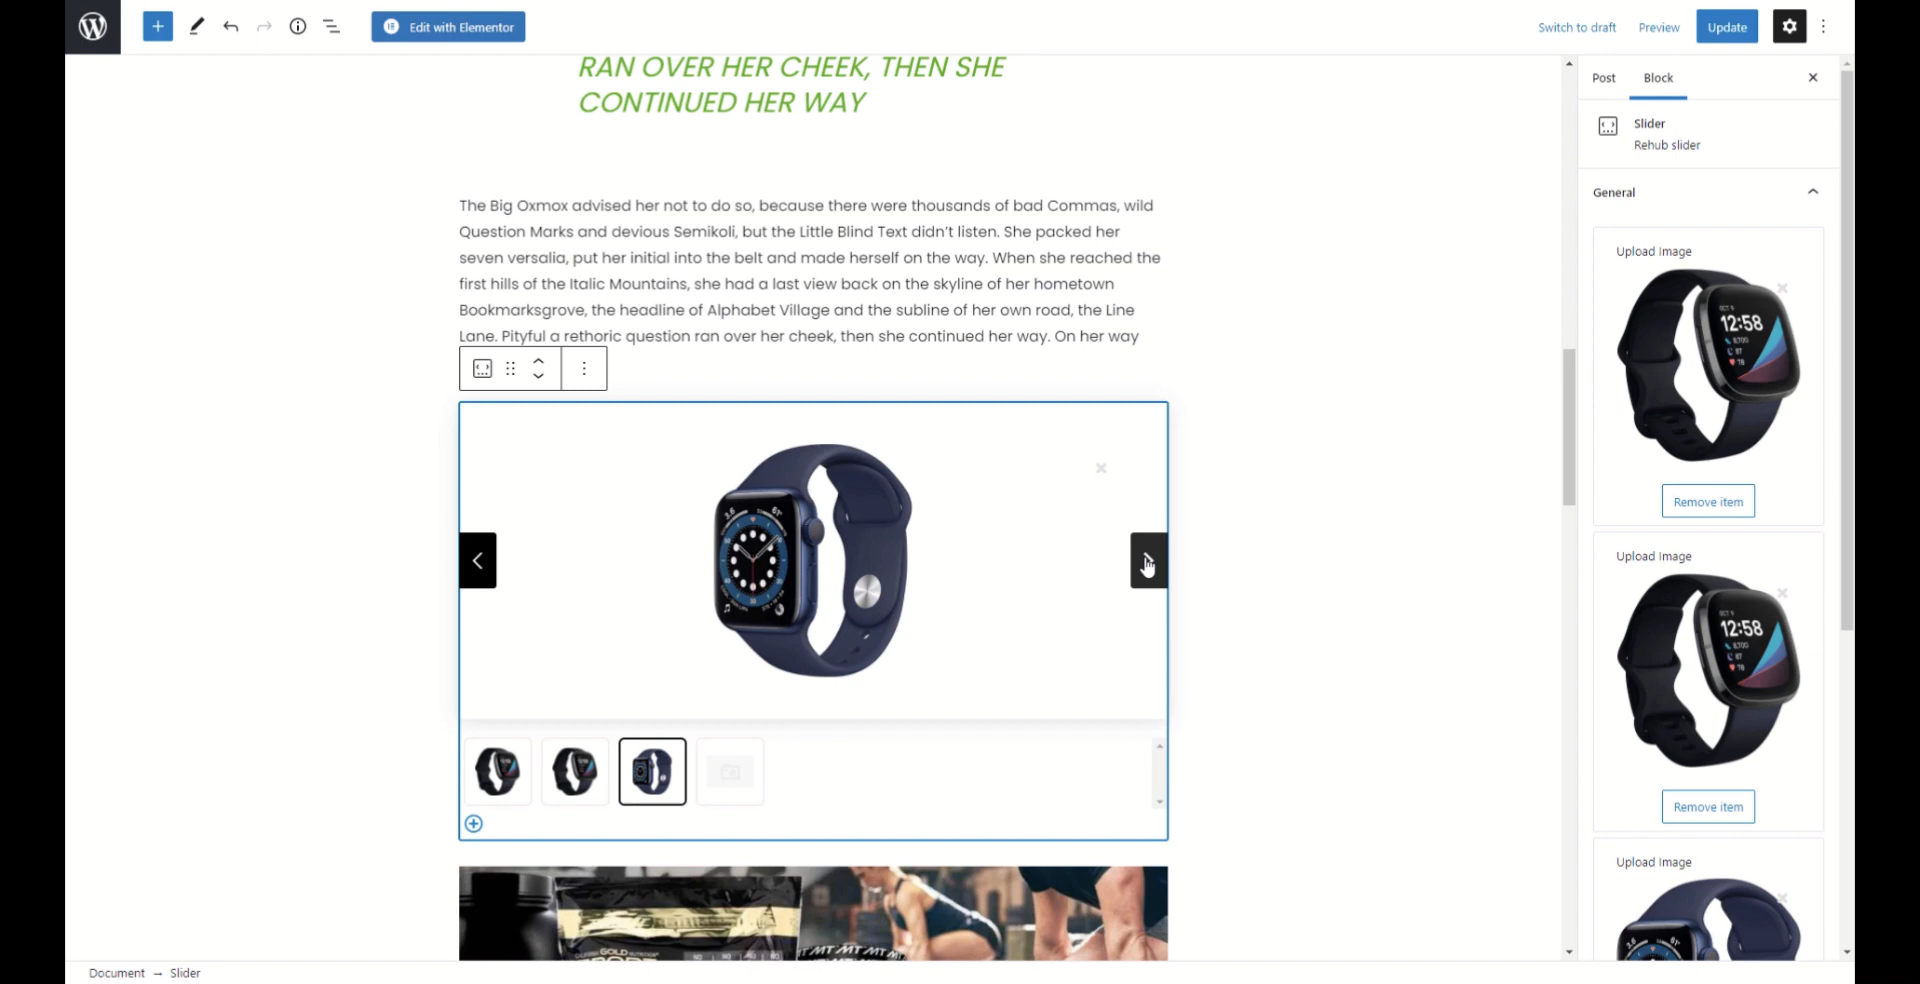 Edit with Elementor
Switch to draft
Preview
Update
RAN OVER HER CHEEK, THEN SHE
CONTINUED HER WAY
The Big Oxmox advised her not to do so, because there were thousands of bad Commas, wild
Question Marks and devious Semikoli, but the Little Blind Text didn't listen. She packed her
seven versalia, put her initial into the belt and made herself on the way. When she reached the
first hills of the Italic Mountains, she had a last view back on the skyline of her hometown
Bookmarksgrove, the headline of Alphabet Village and the subline of her own road, the Line
Lane. Pityful a rethoric question ran over her cheek, then she continued her way. On her way
Post
Block
Slider
Rehub slider
General
Upload Image
12:58
Remove item
Upload Image
12:58
Remove item
Upload Image
GOLD
Document → Slider